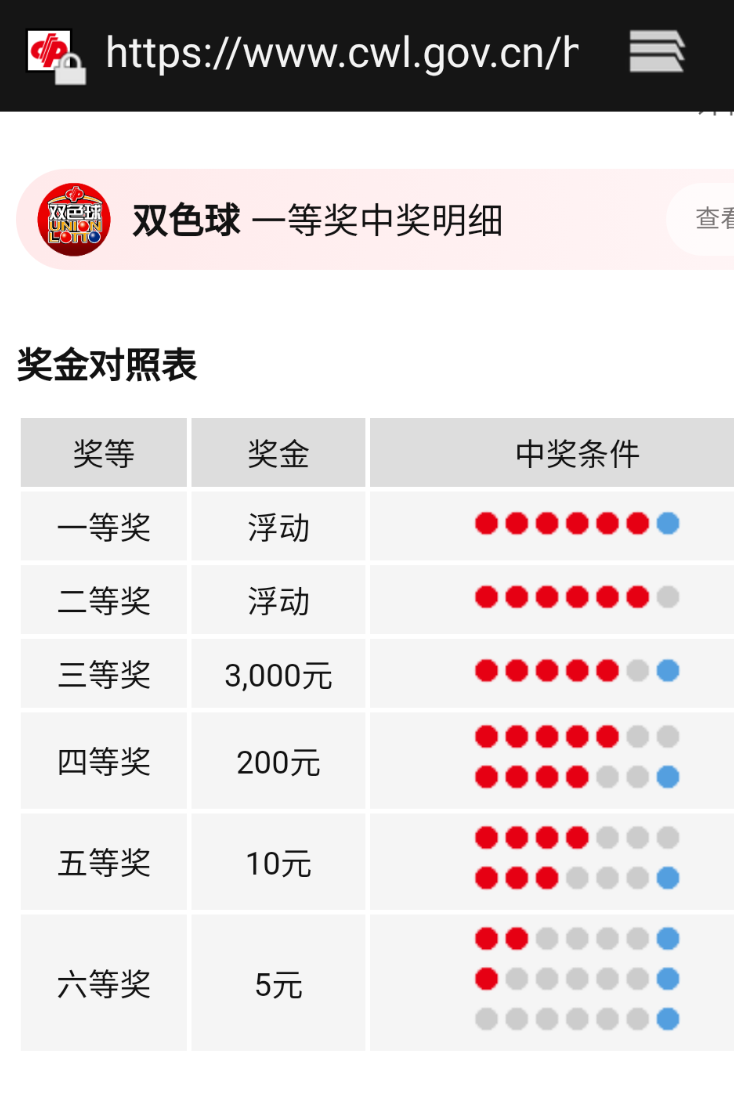 https://www.cwl.gov.cn/h
双色球 UNION LOTTO 双色球 一等奖中奖明细 查看
奖金对照表
奖等 奖金 中奖条件
一等奖 浮动
二等奖 浮动
三等奖 3,000元
四等奖 200元
五等奖 10元
六等奖 5元